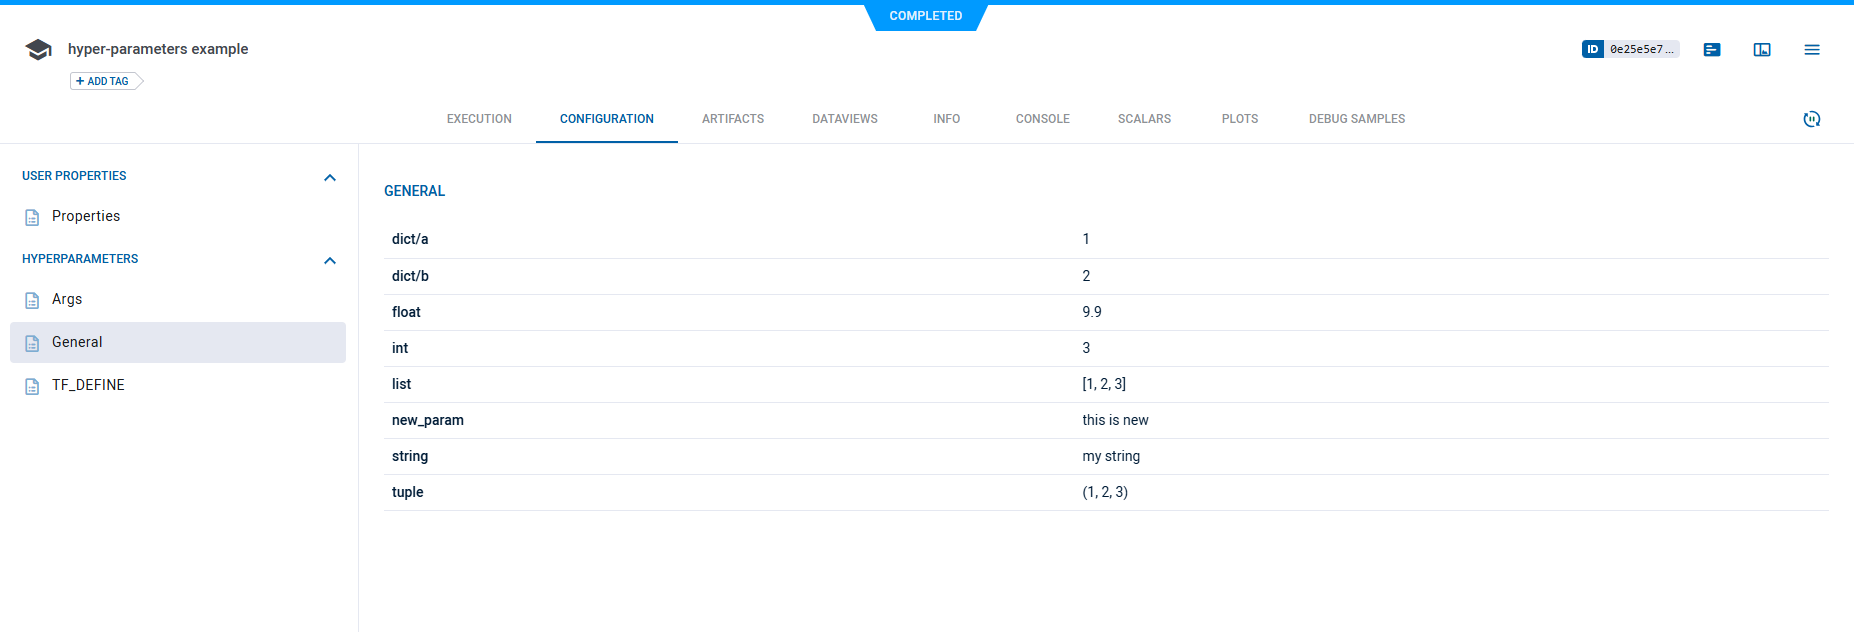 COMPLETED
hyper-parameters example
ID 0e25e5e7...
+ ADD TAG
EXECUTION CONFIGURATION ARTIFACTS DATAVIEWS INFO CONSOLE SCALARS PLOTS DEBUG SAMPLES
USER PROPERTIES
Properties
HYPERPARAMETERS
Args
General
TF_DEFINE
GENERAL
dict/a 1
dict/b 2
float 9.9
int 3
list [1, 2, 3]
new_param this is new
string my string
tuple (1, 2, 3)